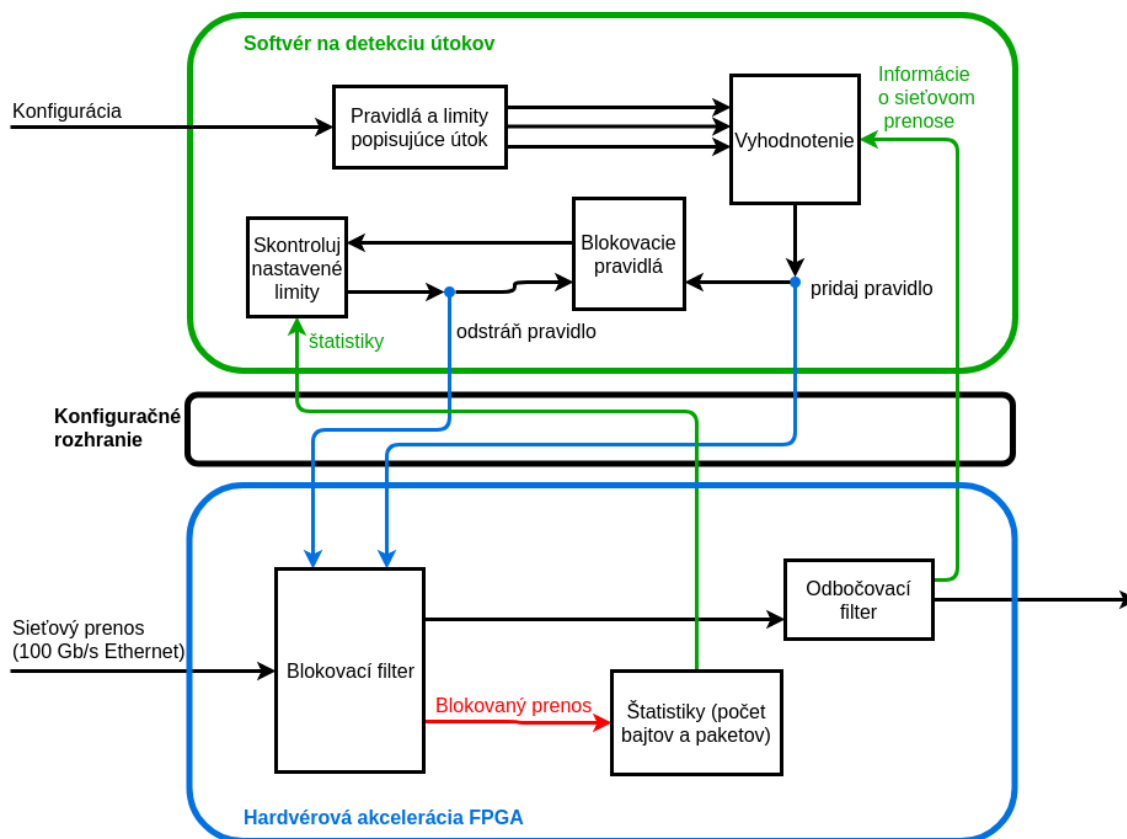 Softvér na detekciu útokov
Konfigurácia
Pravidlá a limity
popisujúce útok
Vyhodnotenie
Informácie
o sieťovom
prenose
Skontroluj
nastavené
limity
Blokovacie
pravidlá
pridaj pravidlo
odstráň pravidlo
štatistiky
Konfiguračné
rozhranie
Sieťový prenos
(100 Gb/s Ethernet)
Blokovací filter
Odbočovací
filter
Blokovaný prenos
Štatistiky (počet
bajtov a paketov)
Hardvérová akcelerácia FPGA